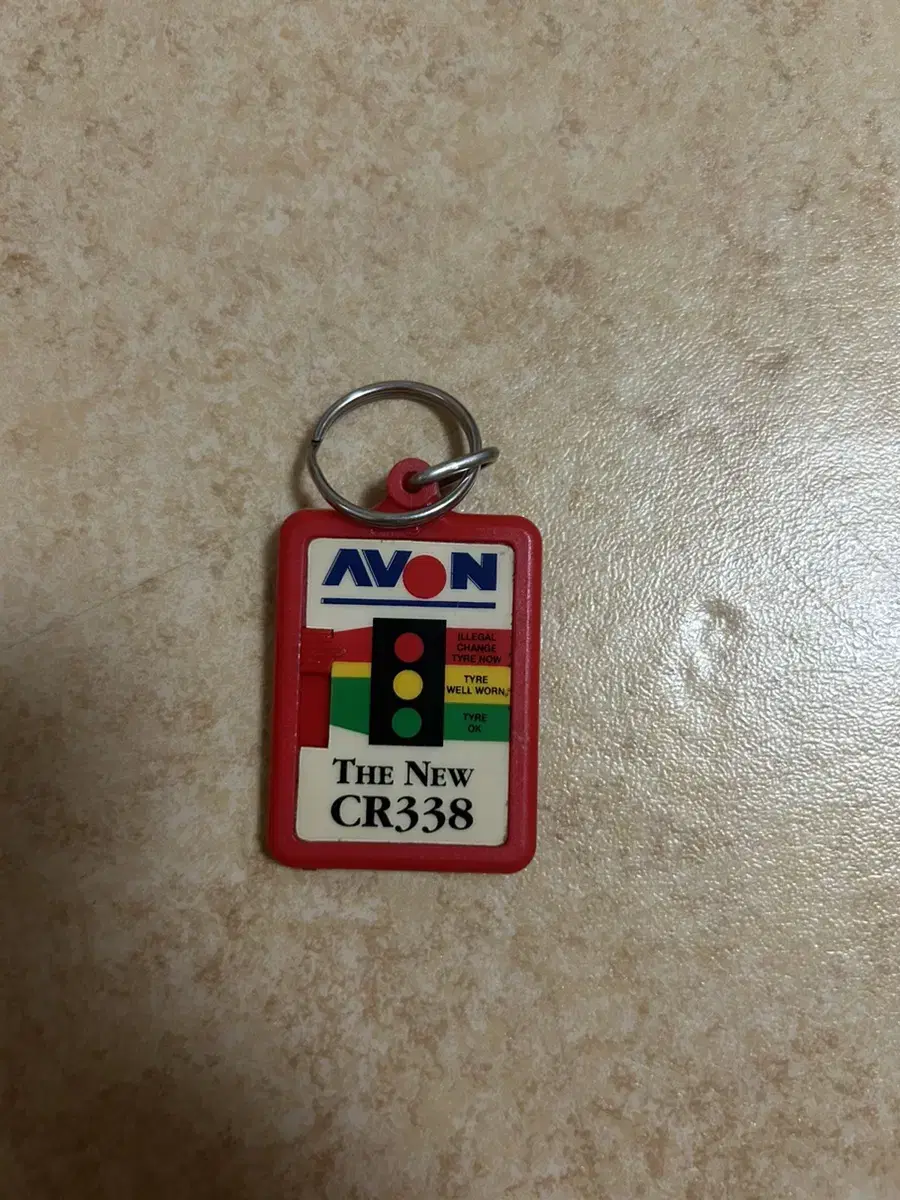 AVON
ILLEGAL
CHANGE
TYRE NOW
TYRE
WELL WORN
TYRE
OK
THE NEW
CR338